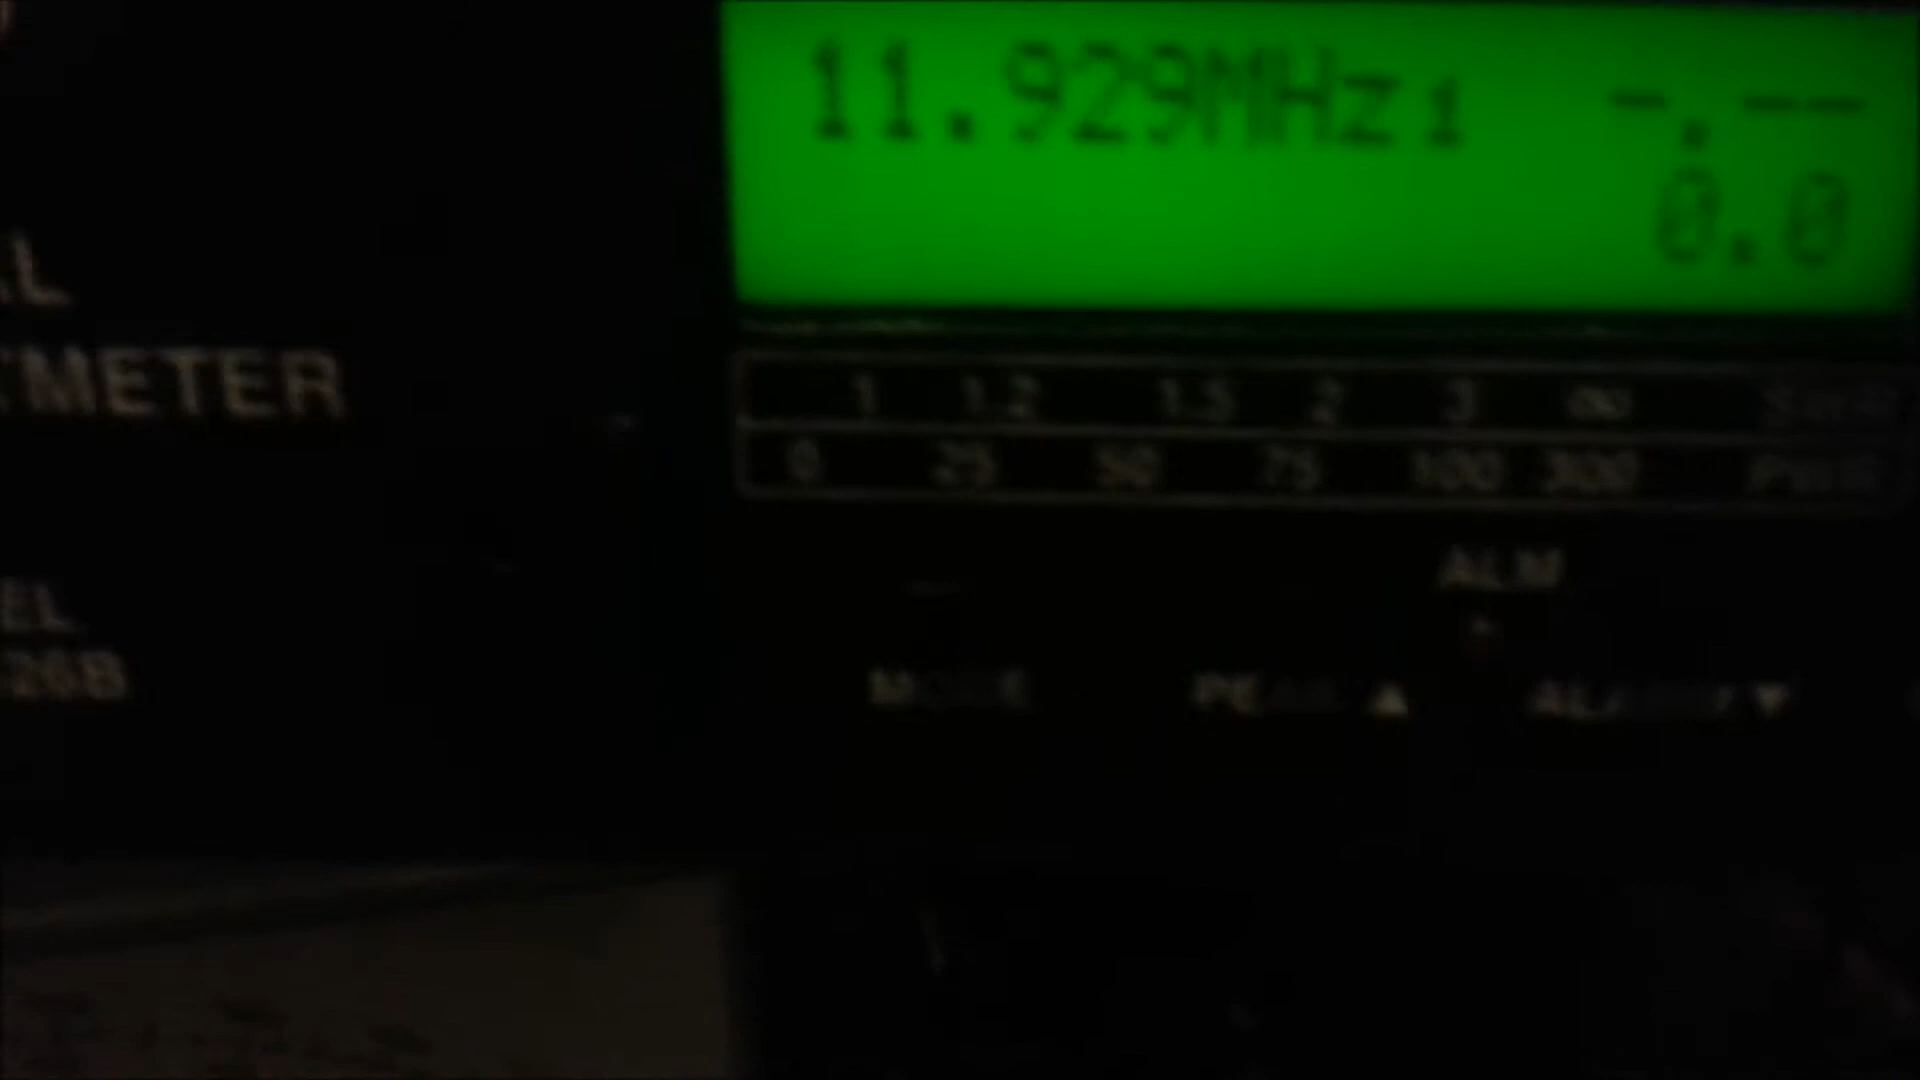 11.929MHz1 -.--
0.0
L
METER
1 1.2 1.5 2 3 ∞ SWR
0 25 50 75 100 300 PWR
ALM
EL
26B
MODE PEAK ▲ ALARM ▼